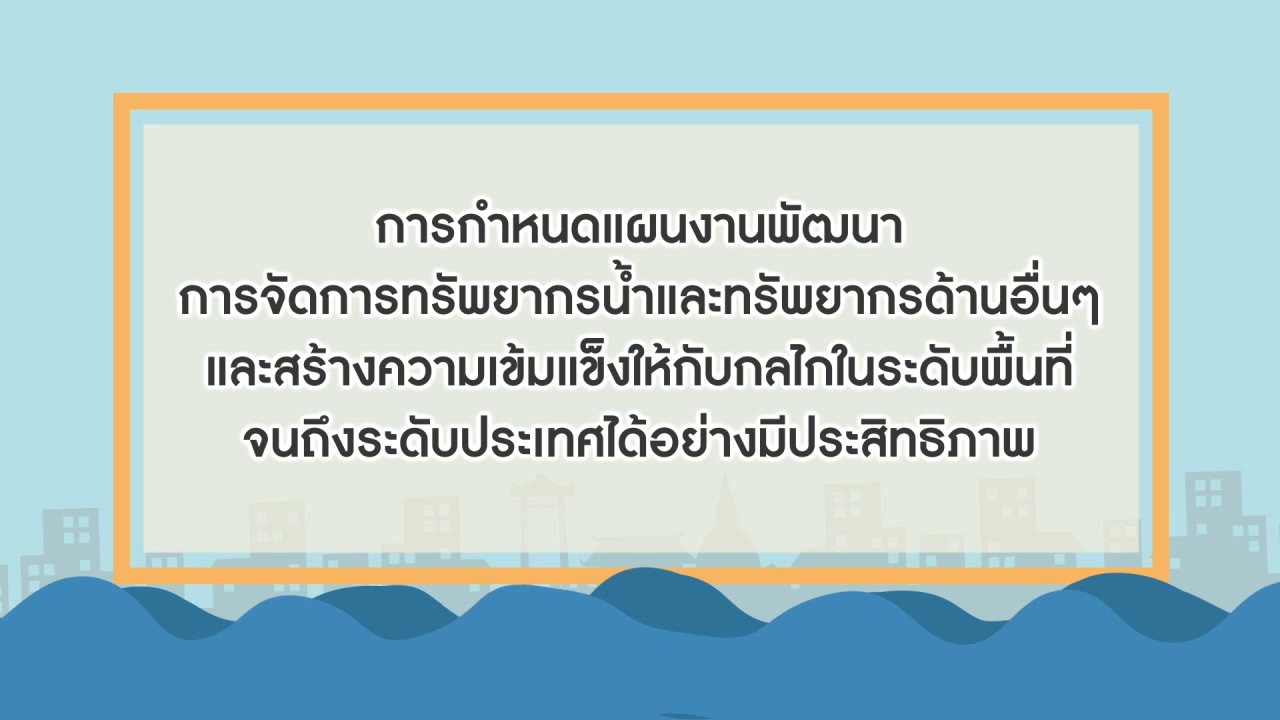 การกำหนดแผนงานพัฒนา
การจัดการทรัพยากรน้ำและทรัพยากรด้านอื่นๆ
และสร้างความเข้มแข็งให้กับกลไกในระดับพื้นที่
จนถึงระดับประเทศได้อย่างมีประสิทธิภาพ